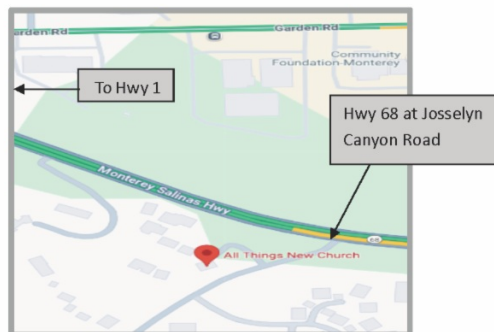 arden Rd
Garden Rd
Community
Foundation-Monterey
To Hwy 1
Hwy 68 at Josselyn
Canyon Road
Monterey Salinas Hwy
68
All Things New Church